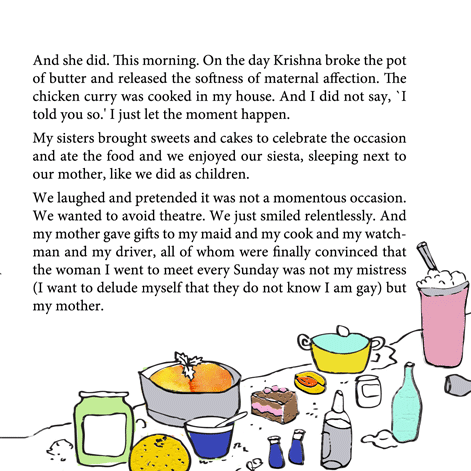 And she did. This morning. On the day Krishna broke the pot
of butter and released the softness of maternal affection. The
chicken curry was cooked in my house. And I did not say, `I
told you so.' I just let the moment happen.
My sisters brought sweets and cakes to celebrate the occasion
and ate the food and we enjoyed our siesta, sleeping next to
our mother, like we did as children.
We laughed and pretended it was not a momentous occasion.
We wanted to avoid theatre. We just smiled relentlessly. And
my mother gave gifts to my maid and my cook and my watch-
man and my driver, all of whom were finally convinced that
the woman I went to meet every Sunday was not my mistress
(I want to delude myself that they do not know I am gay) but
my mother.